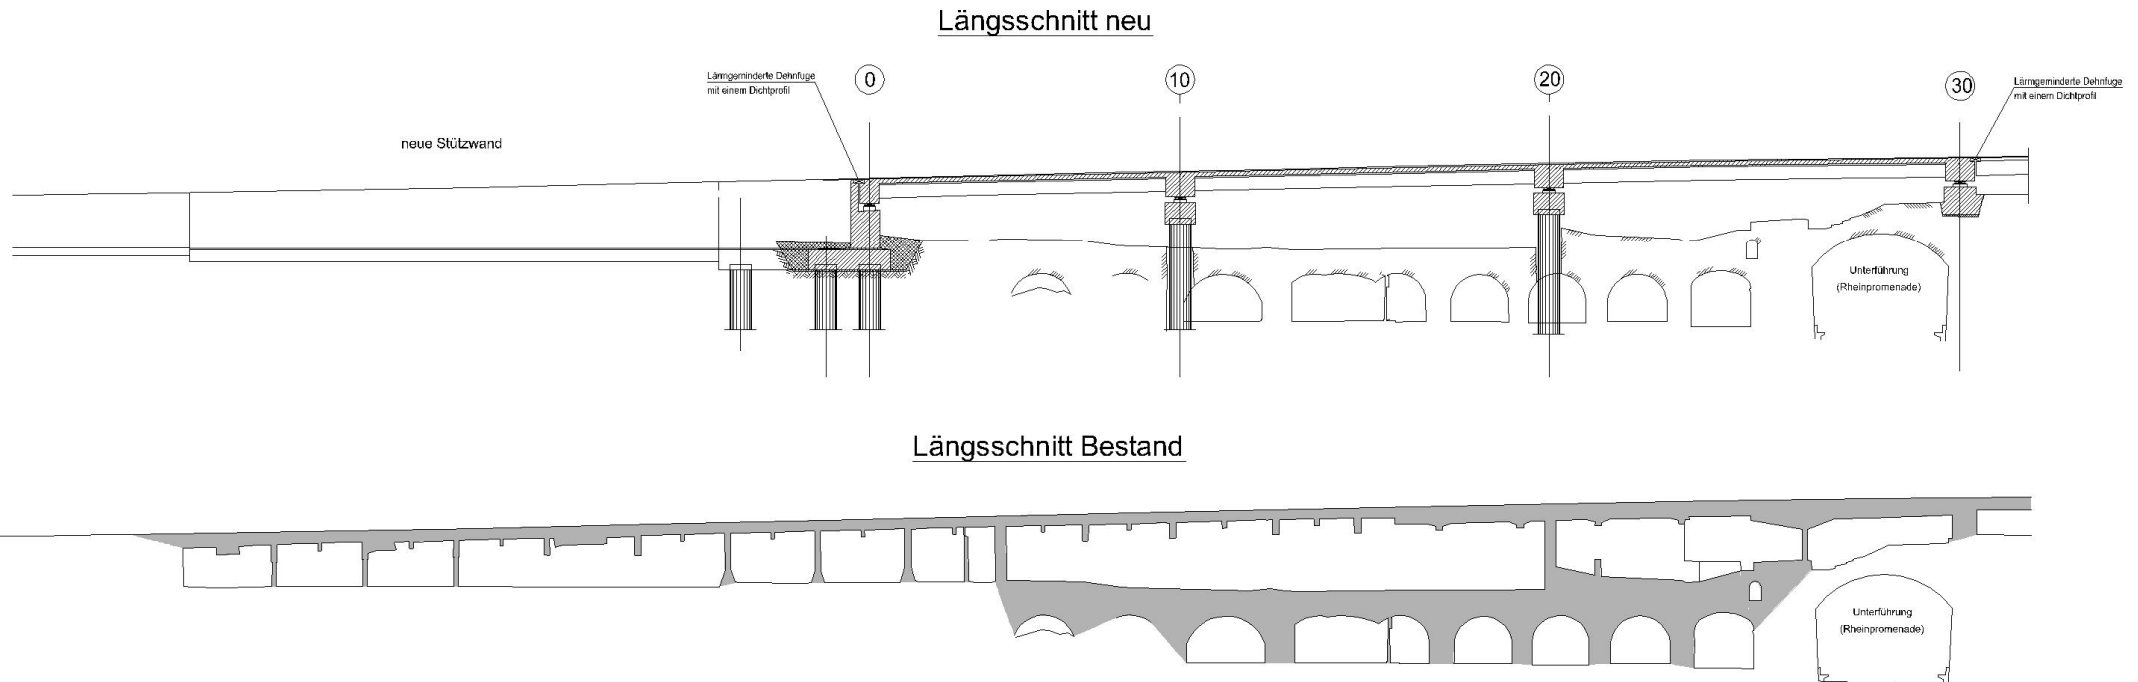 Längsschnitt neu
Lärmgeminderte Dehnfuge
mit einem Dichtprofil
0
10
20
30
Lärmgeminderte Dehnfuge
mit einem Dichtprofil
neue Stützwand
Unterführung
(Rheinpromenade)
Längsschnitt Bestand
Unterführung
(Rheinpromenade)